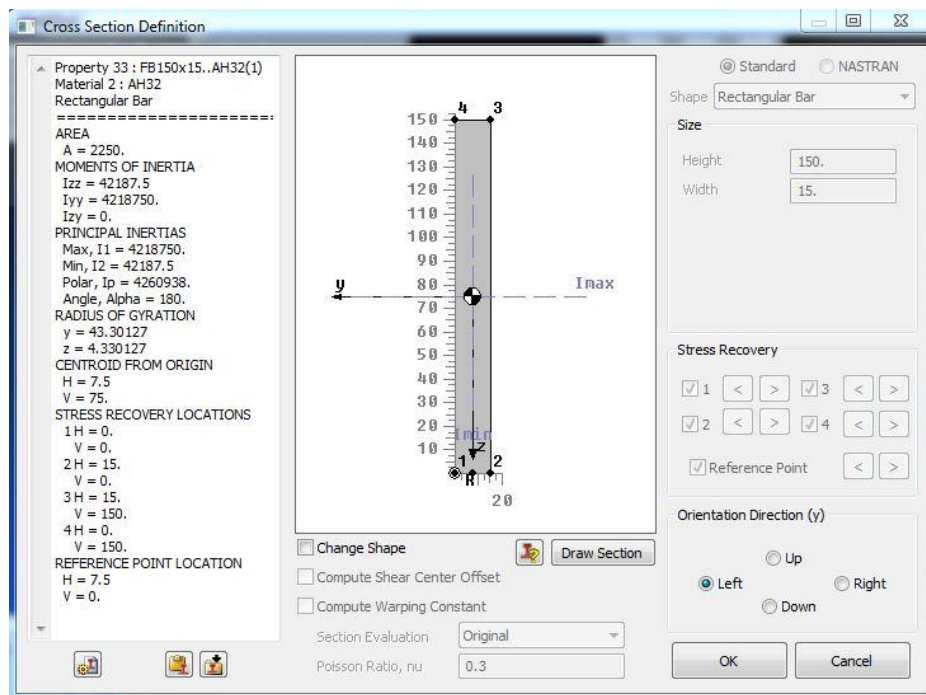 Cross Section Definition
Property 33 : FB150x15..AH32(1)
Material 2 : AH32
Rectangular Bar
=======================:
AREA
A = 2250.
MOMENTS OF INERTIA
Izz = 42187.5
Iyy = 4218750.
Izy = 0.
PRINCIPAL INERTIAS
Max, I1 = 4218750.
Min, I2 = 42187.5
Polar, Ip = 4260938.
Angle, Alpha = 180.
RADIUS OF GYRATION
y = 43.30127
z = 4.330127
CENTROID FROM ORIGIN
H = 7.5
V = 75.
STRESS RECOVERY LOCATIONS
1H = 0.
V = 0.
2H = 15.
V = 0.
3H = 15.
V = 150.
4H = 0.
V = 150.
REFERENCE POINT LOCATION
H = 7.5
V = 0.
4 3
150
140
130
120
110
100
90
80
y Imax
70
60
50
40
30
20
Imin
10
z
1 2
R
20
Change Shape
Draw Section
Compute Shear Center Offset
Compute Warping Constant
Section Evaluation Original
Poisson Ratio, nu 0.3
Standard NASTRAN
Shape Rectangular Bar
Size
Height 150.
Width 15.
Stress Recovery
1 < > 3 < >
2 < > 4 < >
Reference Point < >
Orientation Direction (y)
Up
Left Right
Down
OK Cancel